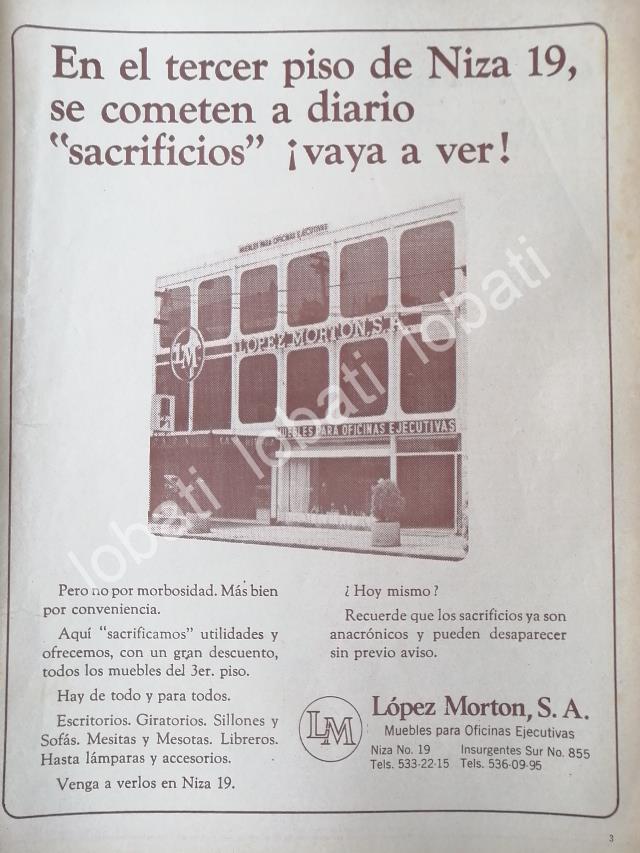 En el tercer piso de Niza 19,
se cometen a diario
“sacrificios” ¡vaya a ver!
MUEBLES PARA OFICINAS EJECUTIVAS
LÓPEZ MORTON, S. A.
LM
MUEBLES PARA OFICINAS EJECUTIVAS
lobati lobati lobati lobati
Pero no por morbosidad. Más bien
por conveniencia.
Aquí “sacrificamos” utilidades y
ofrecemos, con un gran descuento,
todos los muebles del 3er. piso.
Hay de todo y para todos.
Escritorios. Giratorios. Sillones y
Sofás. Mesitas y Mesotas. Libreros.
Hasta lámparas y accesorios.
Venga a verlos en Niza 19.
¿Hoy mismo?
Recuerde que los sacrificios ya son
anacrónicos y pueden desaparecer
sin previo aviso.
LM
López Morton, S. A.
Muebles para Oficinas Ejecutivas
Niza No. 19 Insurgentes Sur No. 855
Tels. 533-22-15 Tels. 536-09-95
3